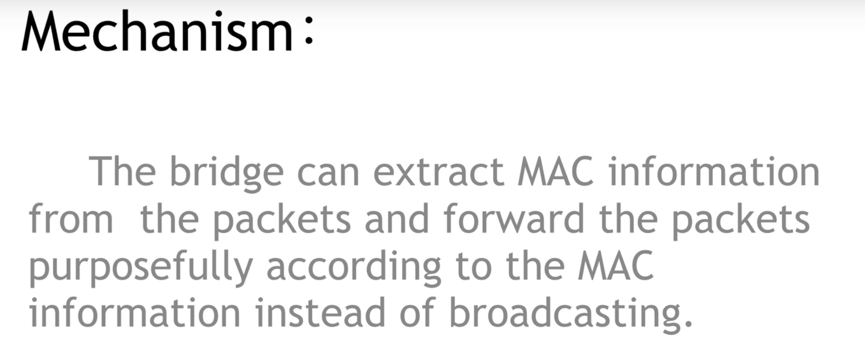 Mechanism：
The bridge can extract MAC information
from the packets and forward the packets
purposefully according to the MAC
information instead of broadcasting.